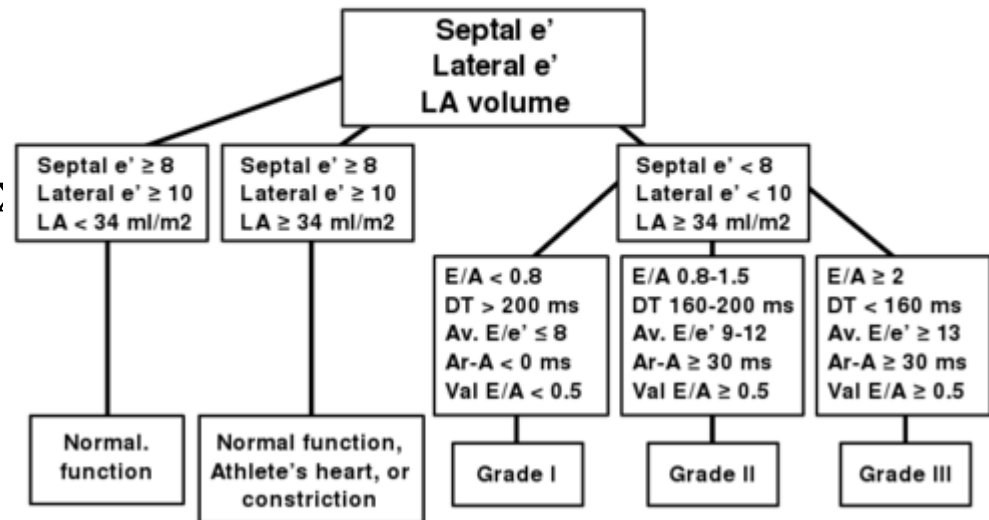 Septal e'
Lateral e'
LA volume
Septal e' ≥ 8
Lateral e' ≥ 10
LA < 34 ml/m2
Septal e' ≥ 8
Lateral e' ≥ 10
LA ≥ 34 ml/m2
Septal e' < 8
Lateral e' < 10
LA ≥ 34 ml/m2
E/A < 0.8
DT > 200 ms
Av. E/e' ≤ 8
Ar-A < 0 ms
Val E/A < 0.5
E/A 0.8-1.5
DT 160-200 ms
Av. E/e' 9-12
Ar-A ≥ 30 ms
Val E/A ≥ 0.5
E/A ≥ 2
DT < 160 ms
Av. E/e' ≥ 13
Ar-A ≥ 30 ms
Val E/A ≥ 0.5
Normal.
function
Normal function,
Athlete's heart, or
constriction
Grade I
Grade II
Grade III